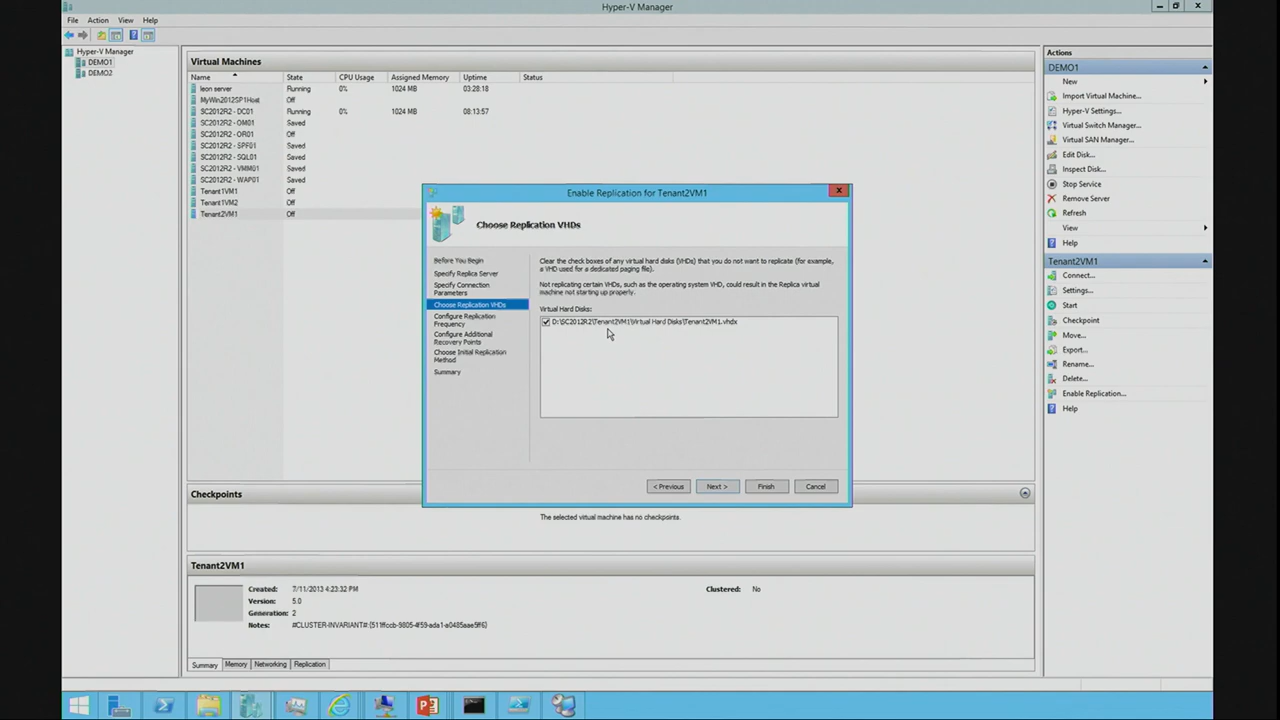 Hyper-V Manager
File Action View Help
Hyper-V Manager
DEMO1
DEMO2
Virtual Machines
Name State CPU Usage Assigned Memory Uptime Status
leon server Running 0% 1024 MB 03:28:18
MyWin2012SP1Host Off
SC2012R2 - DC01 Running 0% 1024 MB 08:13:57
SC2012R2 - OM01 Saved
SC2012R2 - OR01 Off
SC2012R2 - SPF01 Saved
SC2012R2 - SQL01 Saved
SC2012R2 - VMM01 Saved
SC2012R2 - WAP01 Saved
Tenant1VM1 Off
Tenant1VM2 Off
Tenant2VM1 Off
Enable Replication for Tenant2VM1
Choose Replication VHDs
Before You Begin
Specify Replica Server
Specify Connection
Parameters
Choose Replication VHDs
Configure Replication
Frequency
Configure Additional
Recovery Points
Choose Initial Replication
Method
Summary
Clear the check boxes of any virtual hard disks (VHDs) that you do not want to replicate (for example,
a VHD used for a dedicated paging file).
Not replicating certain VHDs, such as the operating system VHD, could result in the Replica virtual
machine not starting up properly.
Virtual Hard Disks:
D:\SC2012R2\Tenant2VM1\Virtual Hard Disks\Tenant2VM1.vhdx
< Previous Next > Finish Cancel
Checkpoints
The selected virtual machine has no checkpoints.
Tenant2VM1
Created: 7/11/2013 4:23:32 PM Clustered: No
Version: 5.0
Generation: 2
Notes: #CLUSTER-INVARIANT#:{511ffccb-9805-4f59-ada1-a0485aae5ff6}
Summary Memory Networking Replication
Actions
DEMO1
New
Import Virtual Machine...
Hyper-V Settings...
Virtual Switch Manager...
Virtual SAN Manager...
Edit Disk...
Inspect Disk...
Stop Service
Remove Server
Refresh
View
Help
Tenant2VM1
Connect...
Settings...
Start
Checkpoint
Move...
Export...
Rename...
Delete...
Enable Replication...
Help